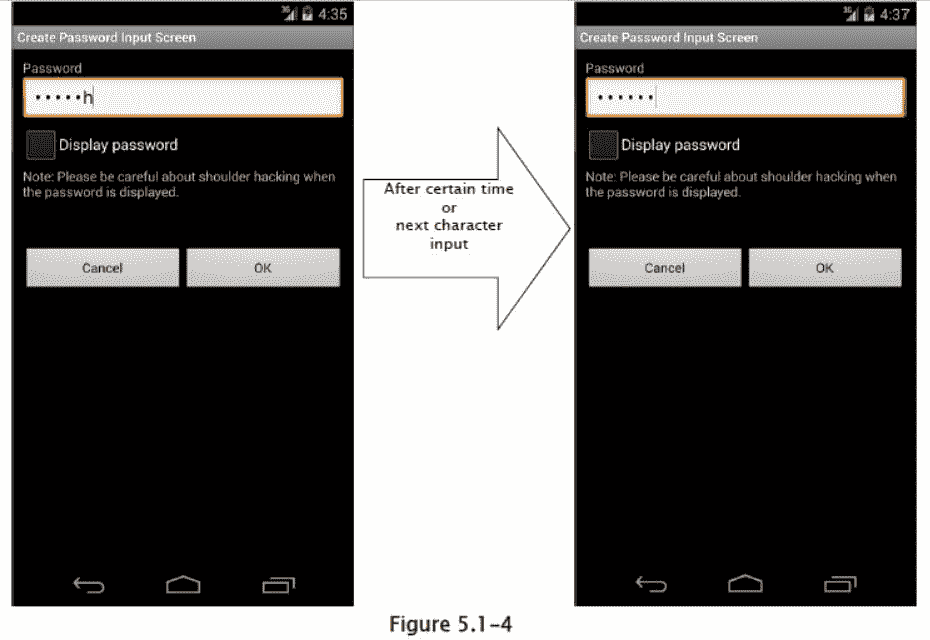 3G 4:35
Create Password Input Screen
Password
•••••h
Display password
Note: Please be careful about shoulder hacking when
the password is displayed.
Cancel OK
After certain time
or
next character
input
3G 4:37
Create Password Input Screen
Password
••••••
Display password
Note: Please be careful about shoulder hacking when
the password is displayed.
Cancel OK
Figure 5.1-4